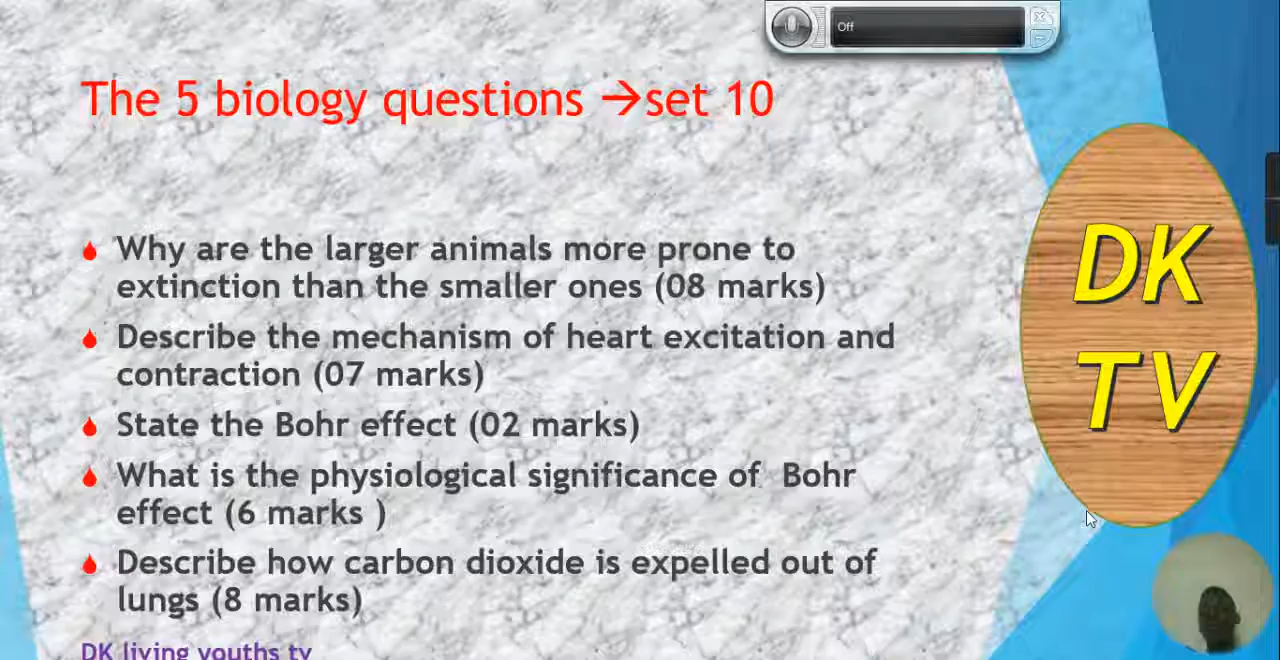 Off
The 5 biology questions →set 10
Why are the larger animals more prone to
extinction than the smaller ones (08 marks)
Describe the mechanism of heart excitation and
contraction (07 marks)
State the Bohr effect (02 marks)
What is the physiological significance of  Bohr
effect (6 marks )
Describe how carbon dioxide is expelled out of
lungs (8 marks)
DK living youths tv
DK
TV